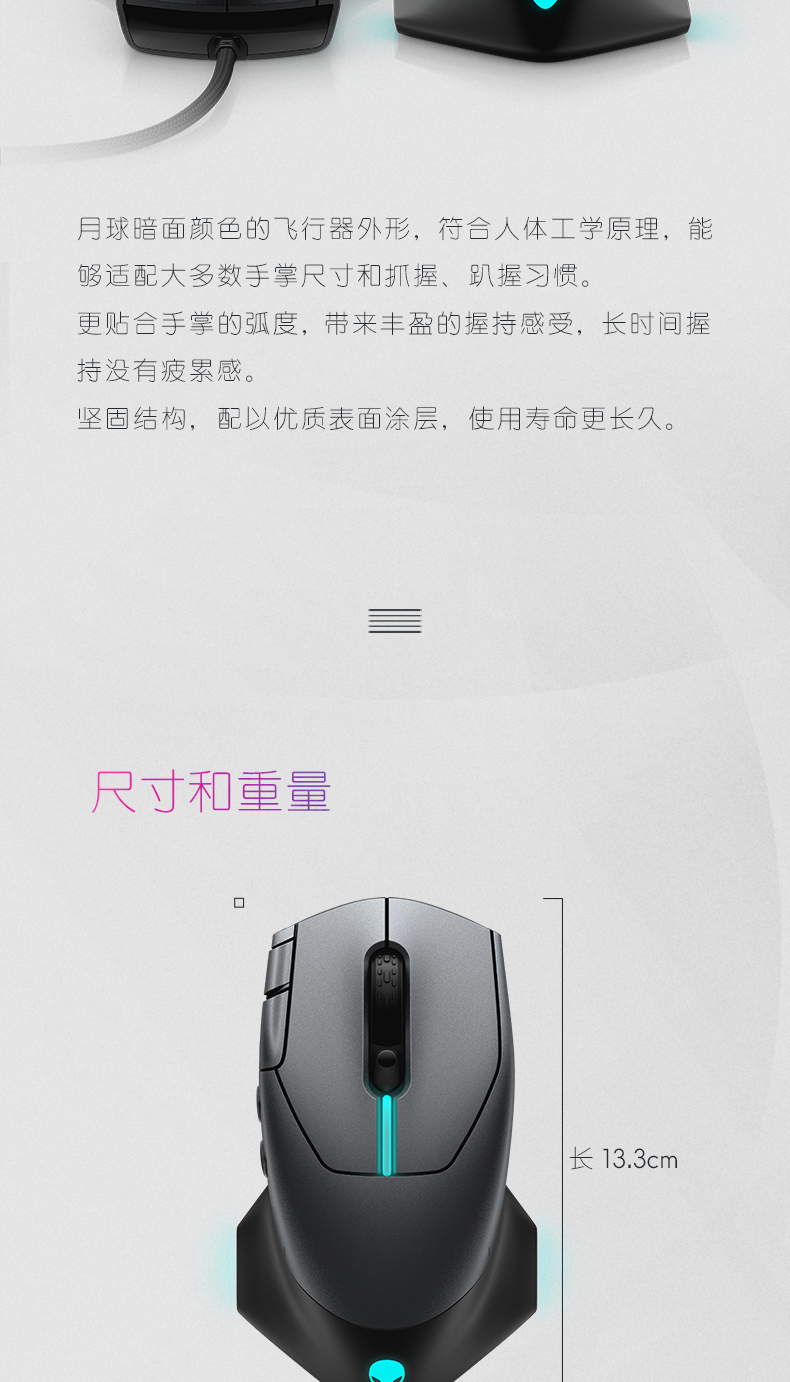 月球暗面颜色的飞行器外形，符合人体工学原理，能
够适配大多数手掌尺寸和抓握、趴握习惯。
更贴合手掌的弧度，带来丰盈的握持感受，长时间握
持没有疲累感。
坚固结构，配以优质表面涂层，使用寿命更长久。
尺寸和重量
长 13.3cm